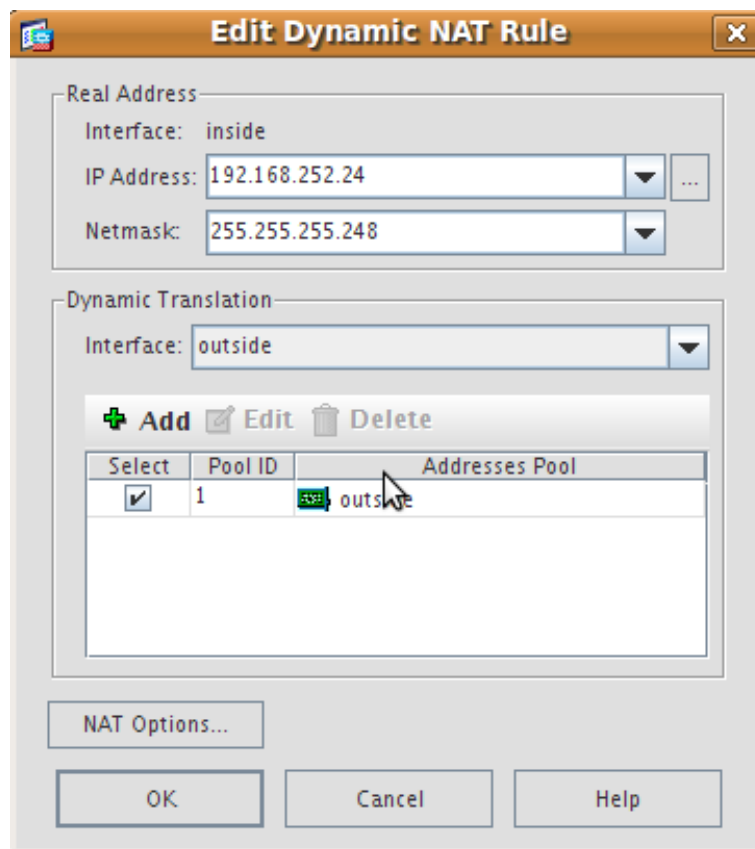 Edit Dynamic NAT Rule
Real Address
Interface: inside
IP Address: 192.168.252.24 ...
Netmask: 255.255.255.248
Dynamic Translation
Interface: outside
Add Edit Delete
Select Pool ID Addresses Pool
1 outside
NAT Options...
OK Cancel Help